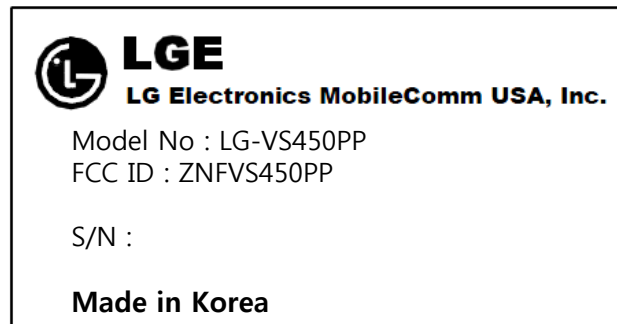 LGE
LG Electronics MobileComm USA, Inc.
Model No : LG-VS450PP
FCC ID : ZNFVS450PP
S/N :
Made in Korea